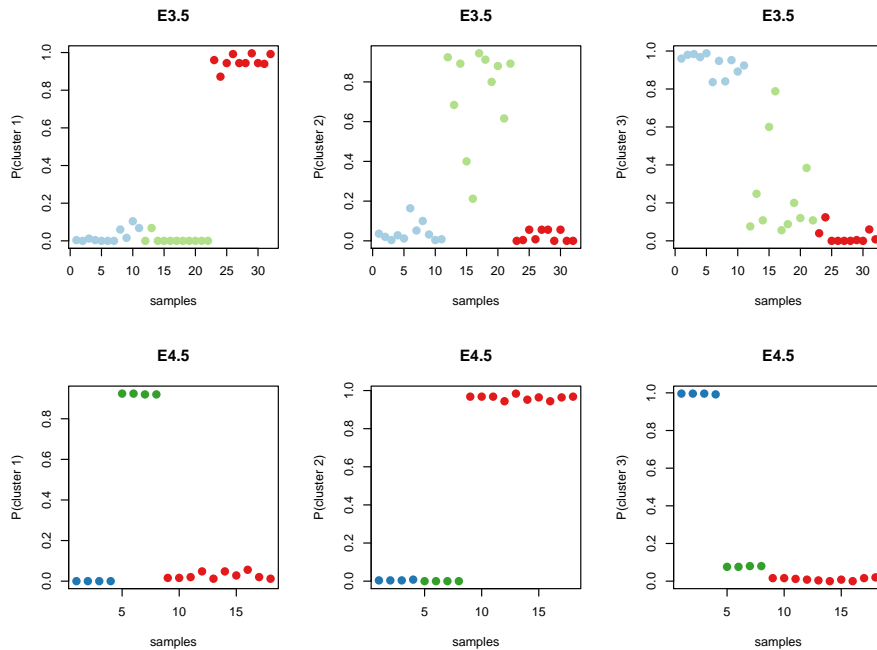 E3.5 E3.5 E3.5
P(cluster 1)
0.0 0.2 0.4 0.6 0.8 1.0
0 5 10 15 20 25 30
samples
P(cluster 2)
0.0 0.2 0.4 0.6 0.8
0 5 10 15 20 25 30
samples
P(cluster 3)
0.0 0.2 0.4 0.6 0.8 1.0
0 5 10 15 20 25 30
samples
E4.5 E4.5 E4.5
P(cluster 1)
0.0 0.2 0.4 0.6 0.8
5 10 15
samples
P(cluster 2)
0.0 0.2 0.4 0.6 0.8 1.0
5 10 15
samples
P(cluster 3)
0.0 0.2 0.4 0.6 0.8 1.0
5 10 15
samples